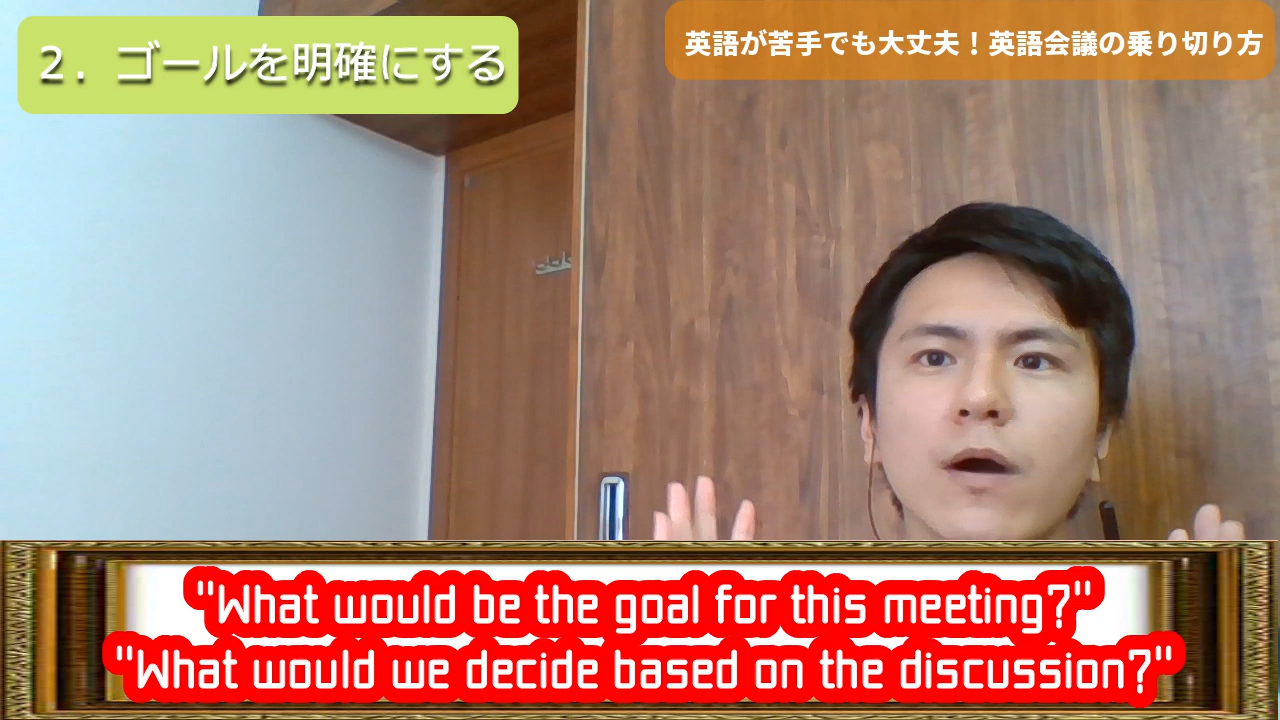 2．ゴールを明確にする
英語が苦手でも大丈夫！英語会議の乗り切り方
"What would be the goal for this meeting?"
"What would we decide based on the discussion?"